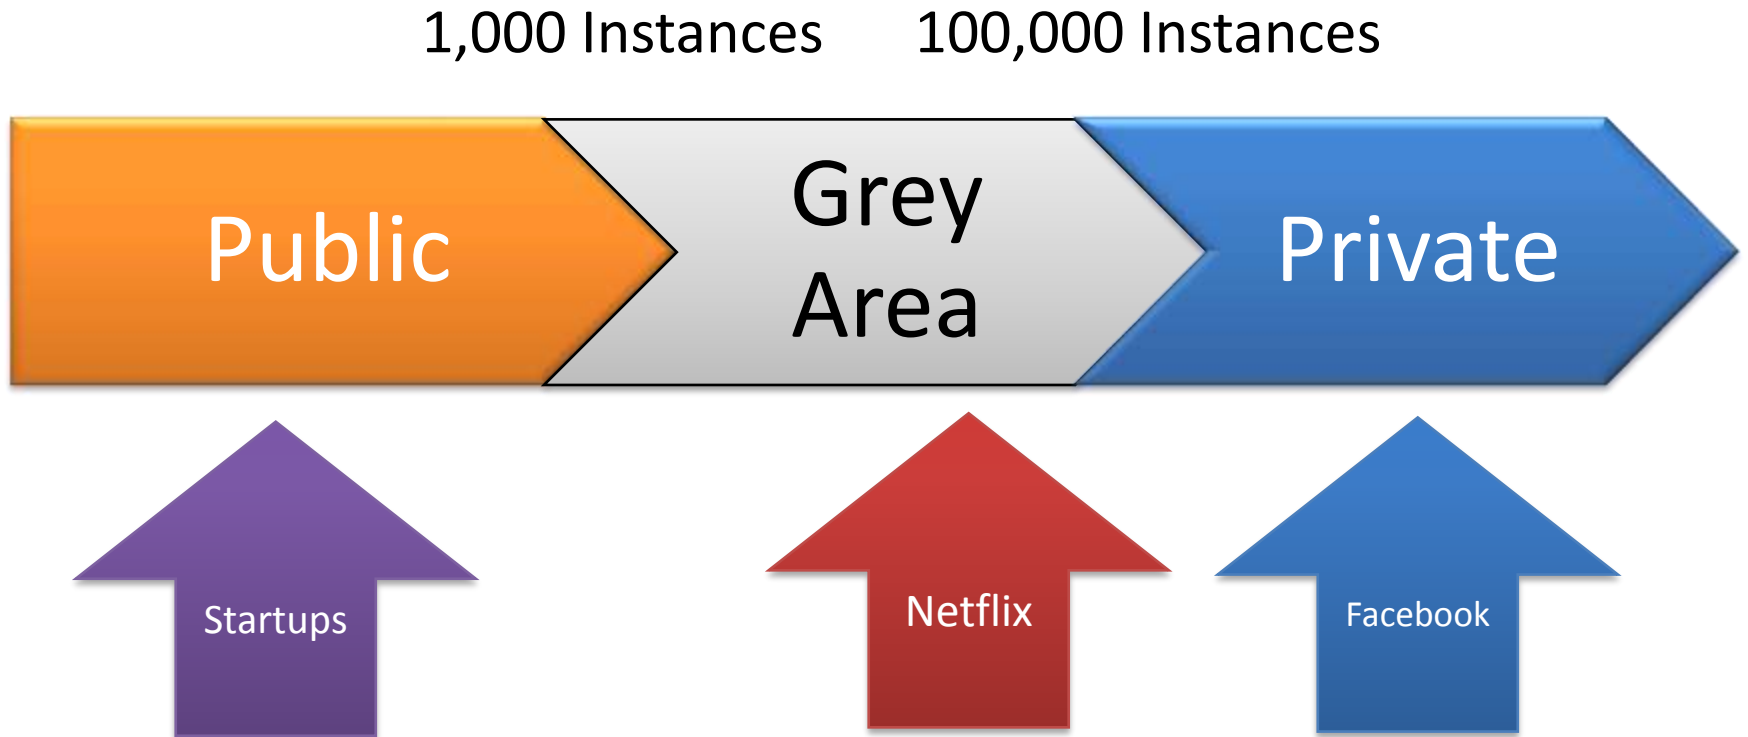 1,000 Instances
100,000 Instances
Public
Grey
Area
Private
Startups
Netflix
Facebook